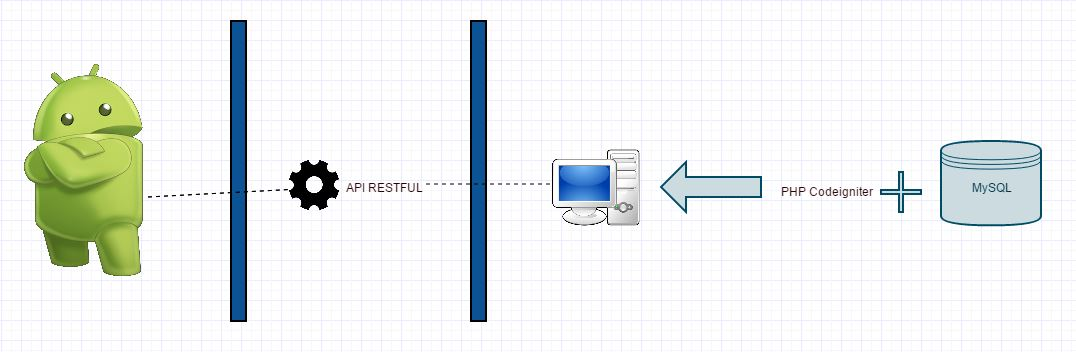 API RESTFUL
PHP Codeigniter
MySQL